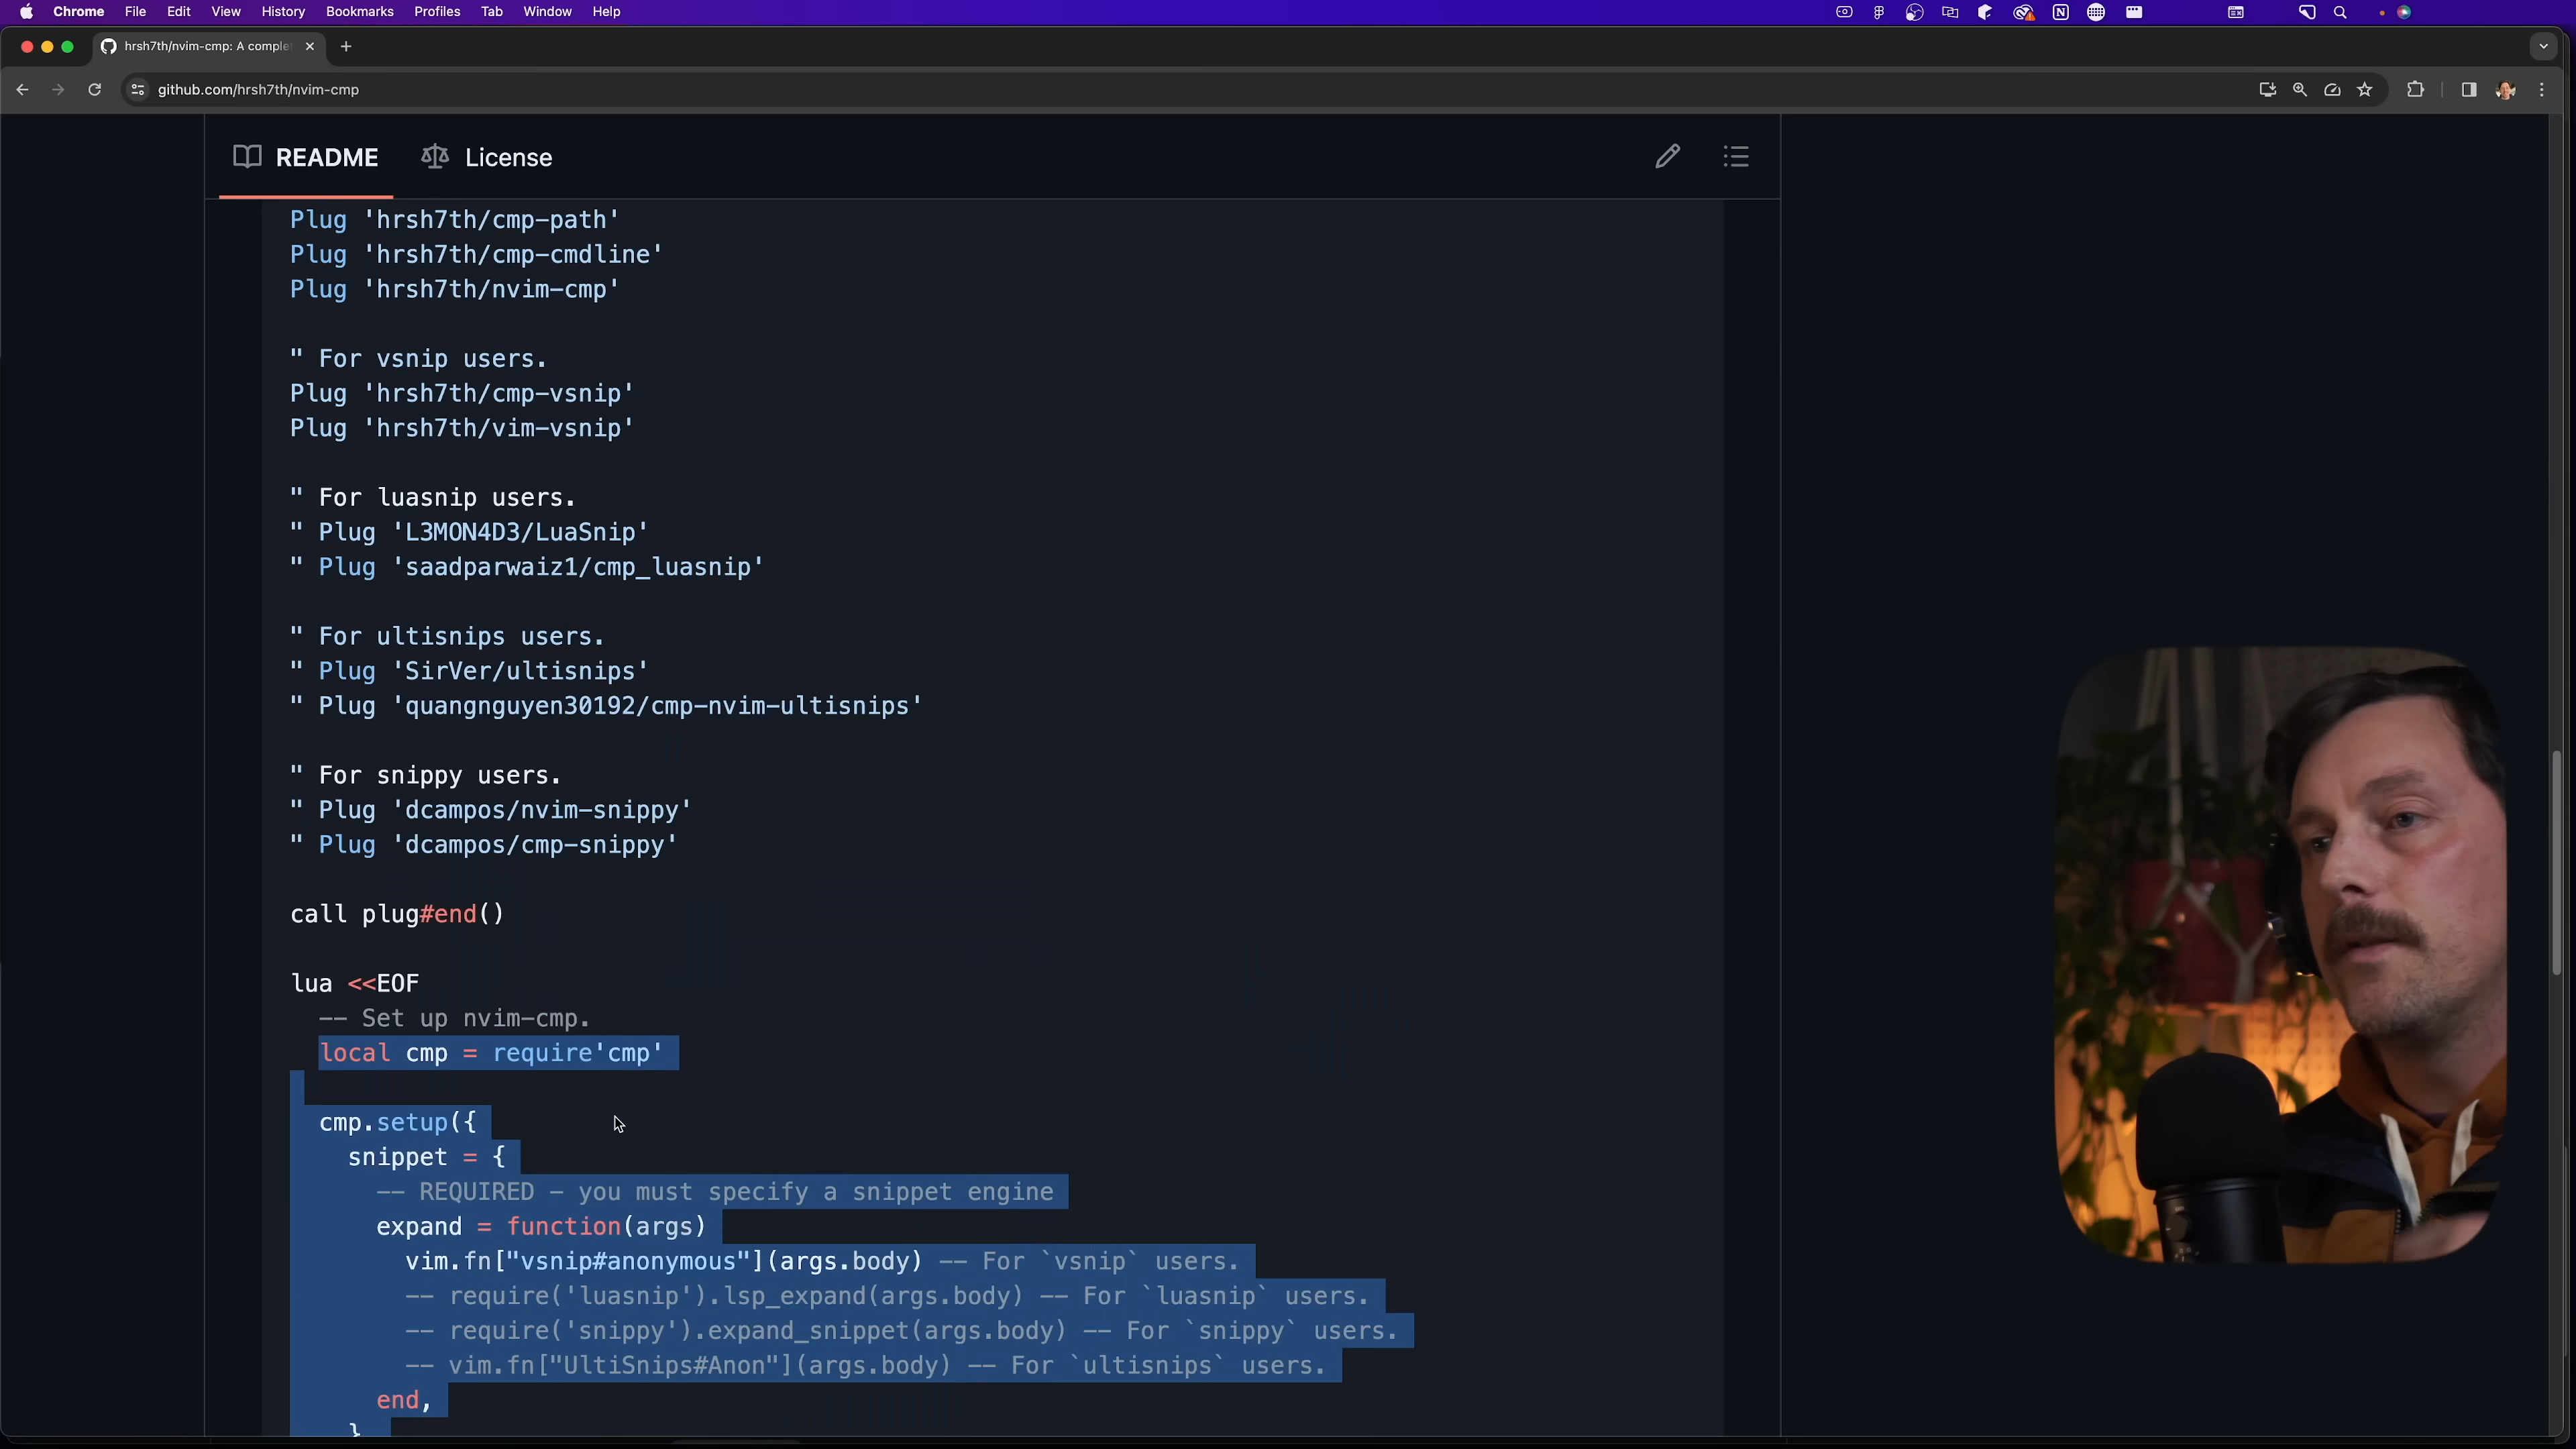 Chrome File Edit View History Bookmarks Profiles Tab Window Help
hrsh7th/nvim-cmp: A comple
github.com/hrsh7th/nvim-cmp
README License
Plug 'hrsh7th/cmp-path'
Plug 'hrsh7th/cmp-cmdline'
Plug 'hrsh7th/nvim-cmp'
" For vsnip users.
Plug 'hrsh7th/cmp-vsnip'
Plug 'hrsh7th/vim-vsnip'
" For luasnip users.
" Plug 'L3MON4D3/LuaSnip'
" Plug 'saadparwaiz1/cmp_luasnip'
" For ultisnips users.
" Plug 'SirVer/ultisnips'
" Plug 'quangnguyen30192/cmp-nvim-ultisnips'
" For snippy users.
" Plug 'dcampos/nvim-snippy'
" Plug 'dcampos/cmp-snippy'
call plug#end()
lua <<EOF
-- Set up nvim-cmp.
local cmp = require'cmp'
cmp.setup({
snippet = {
-- REQUIRED - you must specify a snippet engine
expand = function(args)
vim.fn["vsnip#anonymous"](args.body) -- For `vsnip` users.
-- require('luasnip').lsp_expand(args.body) -- For `luasnip` users.
-- require('snippy').expand_snippet(args.body) -- For `snippy` users.
-- vim.fn["UltiSnips#Anon"](args.body) -- For `ultisnips` users.
end,
}